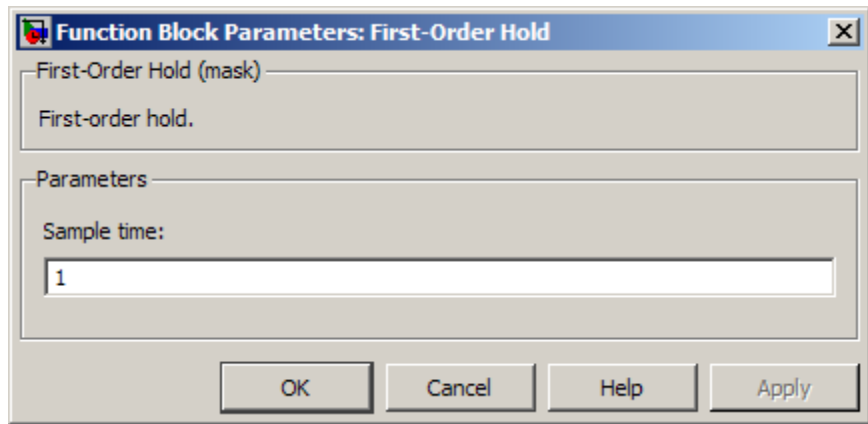 Function Block Parameters: First-Order Hold
First-Order Hold (mask)
First-order hold.
Parameters
Sample time:
1
OK Cancel Help Apply